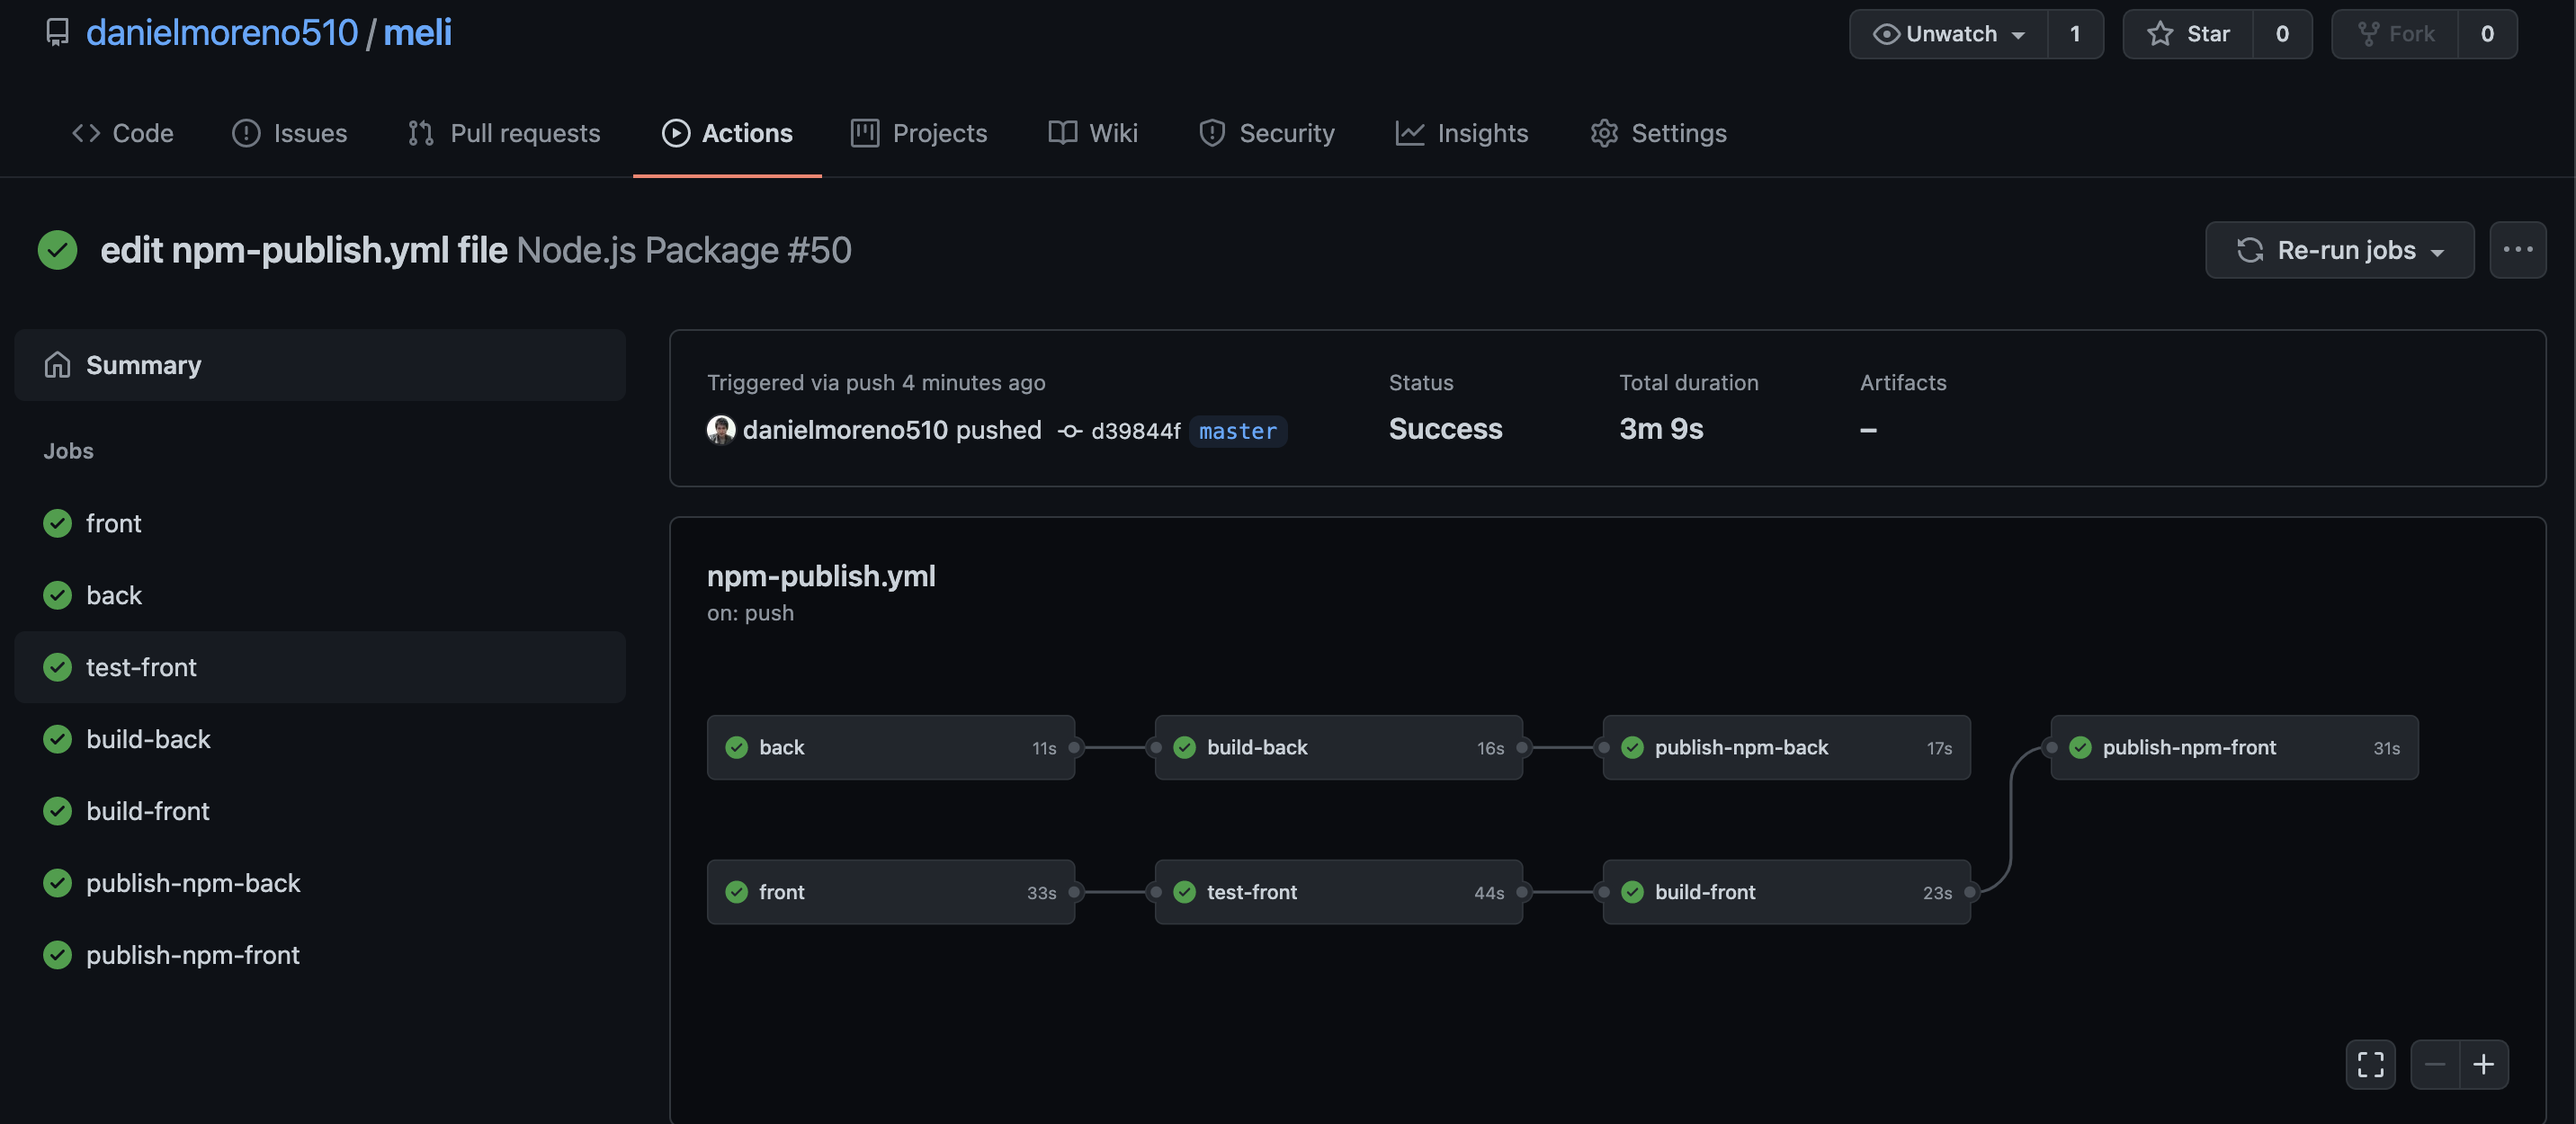 danielmoreno510 / meli
Unwatch 1 Star 0 Fork 0
Code Issues Pull requests Actions Projects Wiki Security Insights Settings
edit npm-publish.yml file Node.js Package #50
Re-run jobs
Summary
Jobs
front
back
test-front
build-back
build-front
publish-npm-back
publish-npm-front
Triggered via push 4 minutes ago
danielmoreno510 pushed d39844f master
Status
Success
Total duration
3m 9s
Artifacts
–
npm-publish.yml
on: push
back 11s
build-back 16s
publish-npm-back 17s
publish-npm-front 31s
front 33s
test-front 44s
build-front 23s